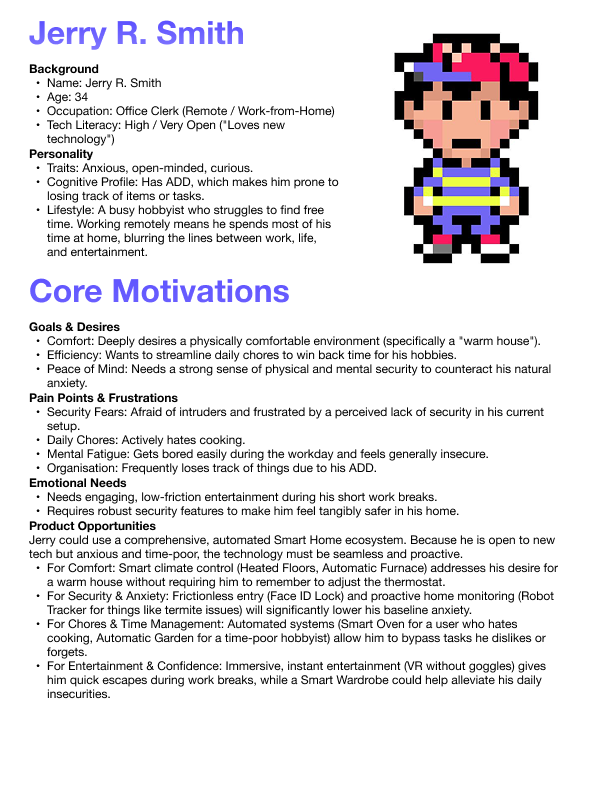 Jerry R. Smith
Background
• Name: Jerry R. Smith
• Age: 34
• Occupation: Office Clerk (Remote / Work-from-Home)
• Tech Literacy: High / Very Open ("Loves new
technology")
Personality
• Traits: Anxious, open-minded, curious.
• Cognitive Profile: Has ADD, which makes him prone to
losing track of items or tasks.
• Lifestyle: A busy hobbyist who struggles to find free
time. Working remotely means he spends most of his
time at home, blurring the lines between work, life,
and entertainment.
Core Motivations
Goals & Desires
• Comfort: Deeply desires a physically comfortable environment (specifically a "warm house").
• Efficiency: Wants to streamline daily chores to win back time for his hobbies.
• Peace of Mind: Needs a strong sense of physical and mental security to counteract his natural
anxiety.
Pain Points & Frustrations
• Security Fears: Afraid of intruders and frustrated by a perceived lack of security in his current
setup.
• Daily Chores: Actively hates cooking.
• Mental Fatigue: Gets bored easily during the workday and feels generally insecure.
• Organisation: Frequently loses track of things due to his ADD.
Emotional Needs
• Needs engaging, low-friction entertainment during his short work breaks.
• Requires robust security features to make him feel tangibly safer in his home.
Product Opportunities
Jerry could use a comprehensive, automated Smart Home ecosystem. Because he is open to new
tech but anxious and time-poor, the technology must be seamless and proactive.
• For Comfort: Smart climate control (Heated Floors, Automatic Furnace) addresses his desire for
a warm house without requiring him to remember to adjust the thermostat.
• For Security & Anxiety: Frictionless entry (Face ID Lock) and proactive home monitoring (Robot
Tracker for things like termite issues) will significantly lower his baseline anxiety.
• For Chores & Time Management: Automated systems (Smart Oven for a user who hates
cooking, Automatic Garden for a time-poor hobbyist) allow him to bypass tasks he dislikes or
forgets.
• For Entertainment & Confidence: Immersive, instant entertainment (VR without goggles) gives
him quick escapes during work breaks, while a Smart Wardrobe could help alleviate his daily
insecurities.